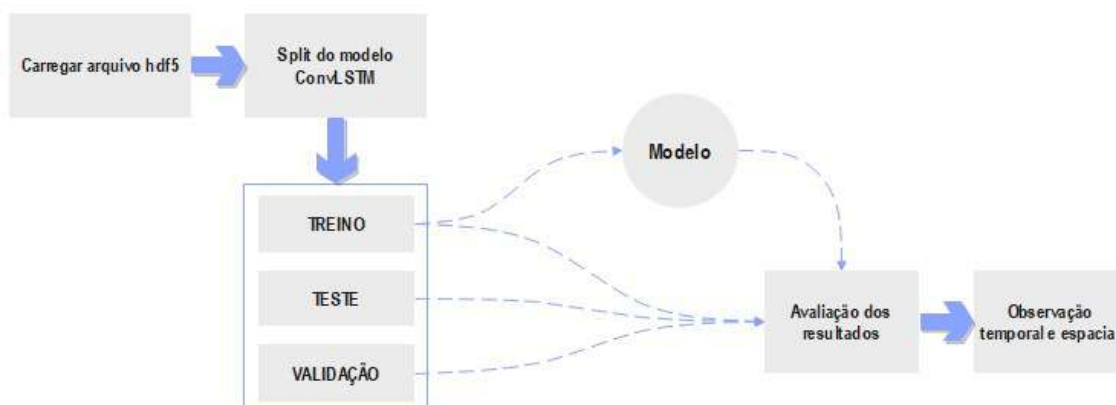 Carregar arquivo hdf5
Split do modelo
ConvLSTM
Modelo
TREINO
TESTE
VALIDAÇÃO
Avaliação dos
resultados
Observação
temporal e espacia